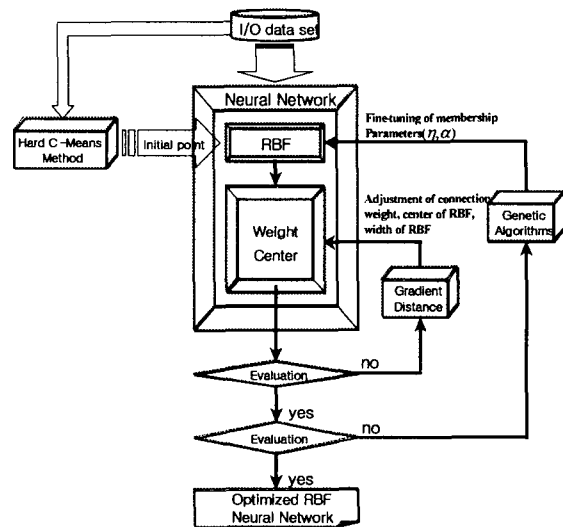 I/O data set
Neural Network
Hard C-Means
Method
Initial point
RBF
Fine-tuning of membership
Parameters(η,α)
Adjustment of connection
weight, center of RBF,
width of RBF
Genetic
Algorithms
Weight
Center
Gradient
Distance
Evaluation
no
yes
Evaluation
no
yes
Optimized RBF
Neural Network